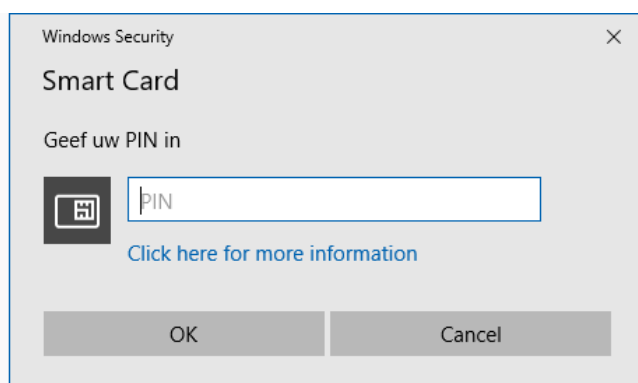 Windows Security
Smart Card
Geef uw PIN in
PIN
Click here for more information
OK
Cancel